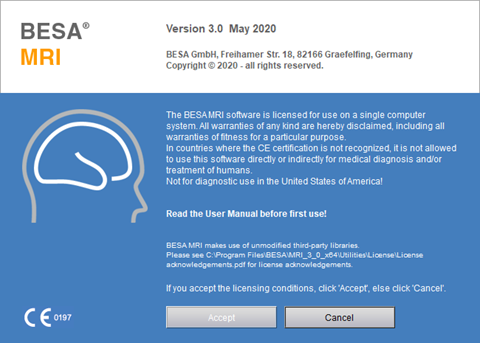 BESA®
MRI
Version 3.0 May 2020
BESA GmbH, Freihamer Str. 18, 82166 Graefelfing, Germany
Copyright © 2020 - all rights reserved.
The BESA MRI software is licensed for use on a single computer
system. All warranties of any kind are hereby disclaimed, including all
warranties of fitness for a particular purpose.
In countries where the CE certification is not recognized, it is not allowed
to use this software directly or indirectly for medical diagnosis and/or
treatment of humans.
Not for diagnostic use in the United States of America!
Read the User Manual before first use!
BESA MRI makes use of unmodified third-party libraries.
Please see C:\Program Files\BESA\MRI_3_0_x64\Utilities\License\License
acknowledgements.pdf for license acknowledgements.
If you accept the licensing conditions, click 'Accept', else click 'Cancel'.
CE 0197
Accept
Cancel